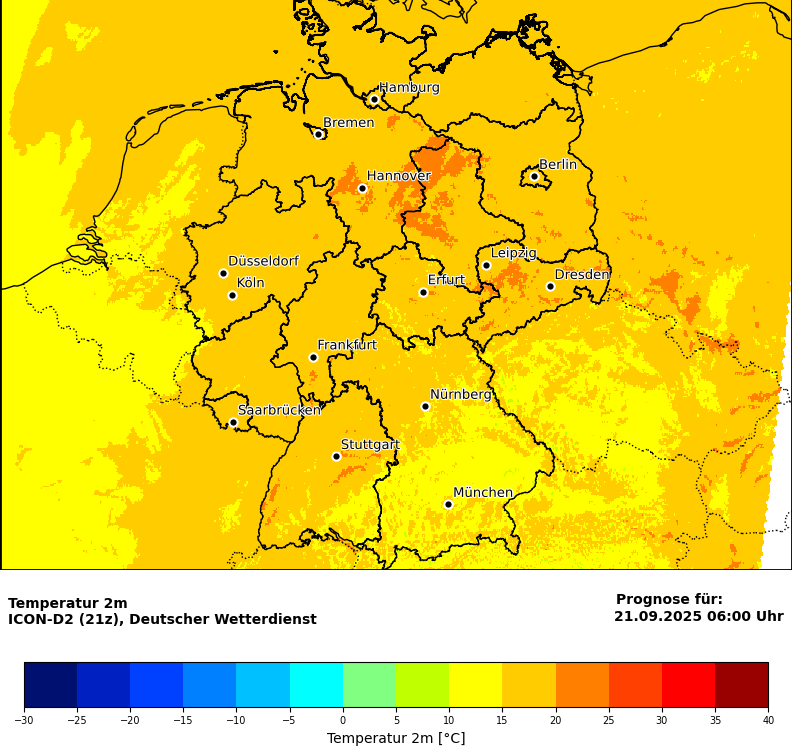 Hamburg
Bremen
Berlin
Hannover
Leipzig
Düsseldorf
Dresden
Köln
Erfurt
Frankfurt
Nürnberg
Saarbrücken
Stuttgart
München
Temperatur 2m
ICON-D2 (21z), Deutscher Wetterdienst
Prognose für:
21.09.2025 06:00 Uhr
−30 −25 −20 −15 −10 −5 0 5 10 15 20 25 30 35 40
Temperatur 2m [°C]